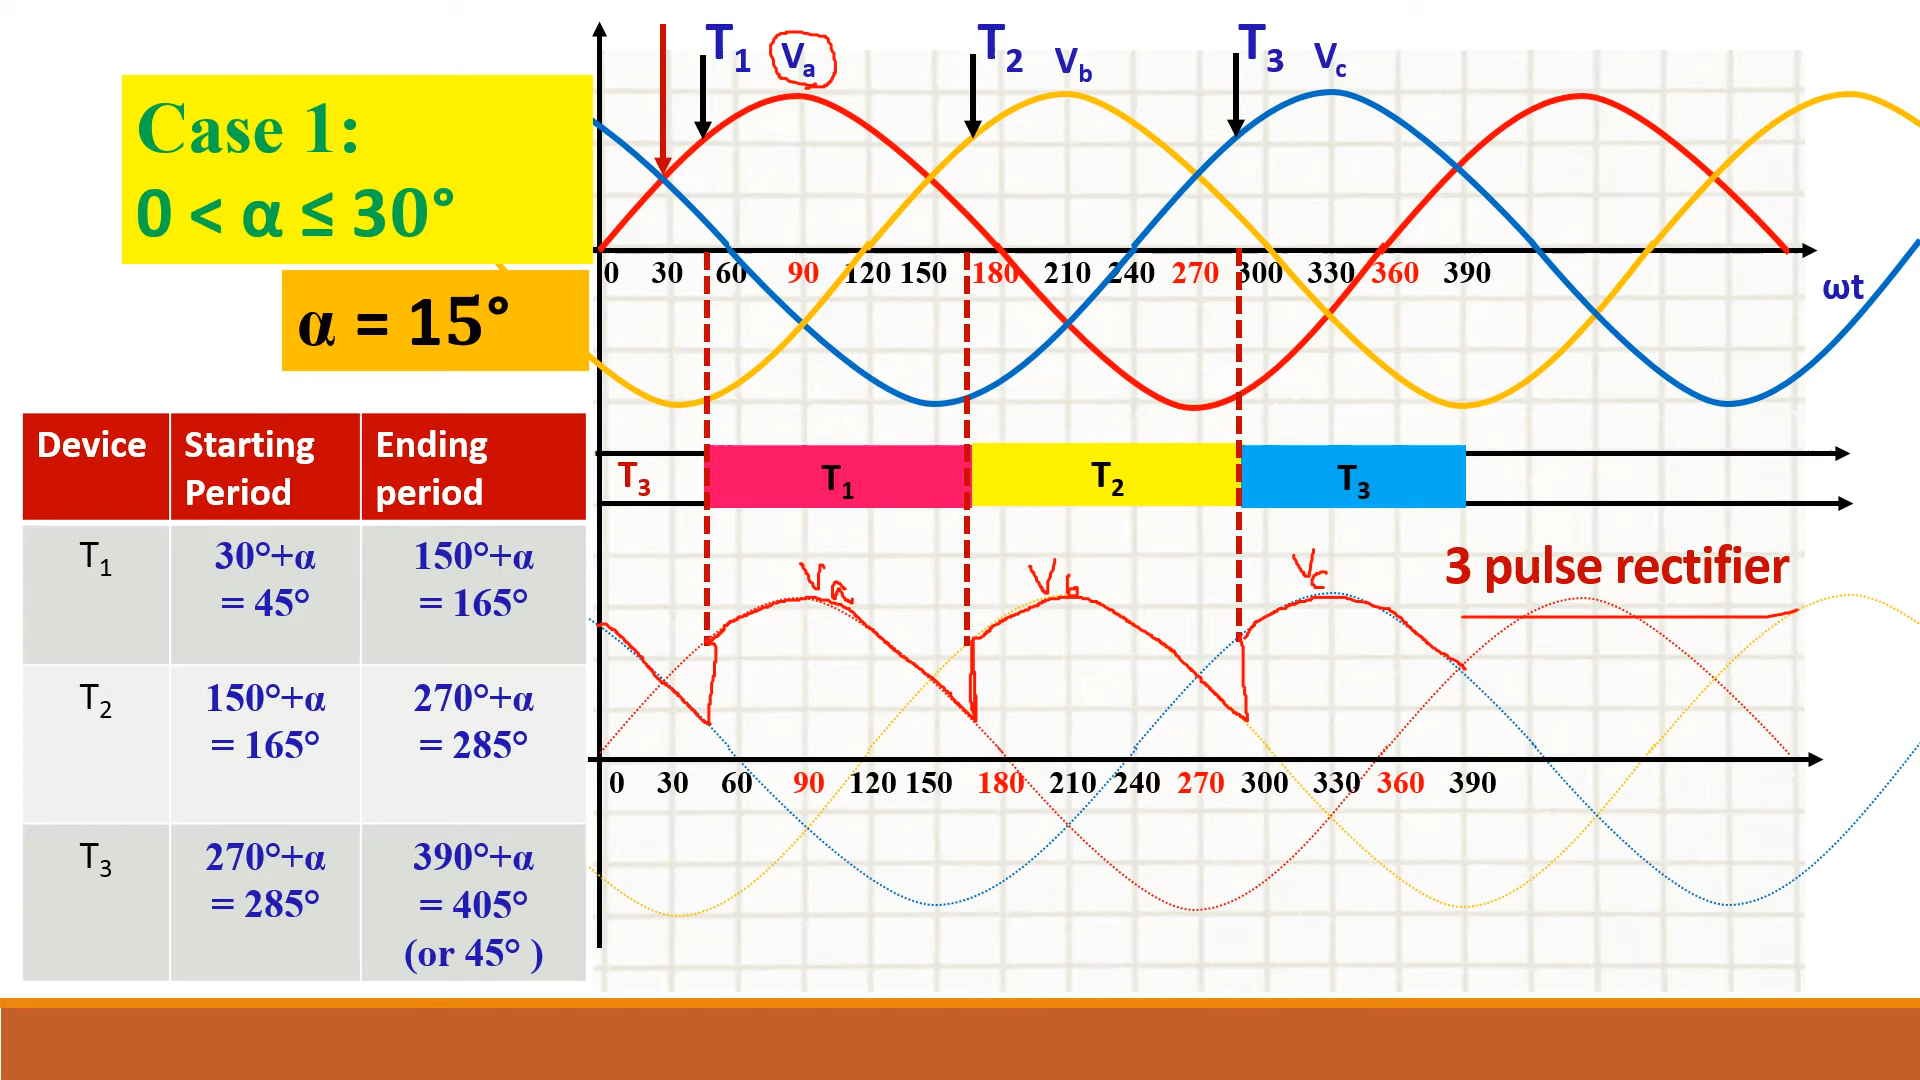 Case 1:
0 < α ≤ 30°
α = 15°
Device Starting Period Ending period
T1 30°+α = 45° 150°+α = 165°
T2 150°+α = 165° 270°+α = 285°
T3 270°+α = 285° 390°+α = 405° (or 45° )
T1 Va T2 Vb T3 Vc
0 30 60 90 120 150 180 210 240 270 300 330 360 390
ωt
T3 T1 T2 T3
Va Vb Vc
3 pulse rectifier
0 30 60 90 120 150 180 210 240 270 300 330 360 390